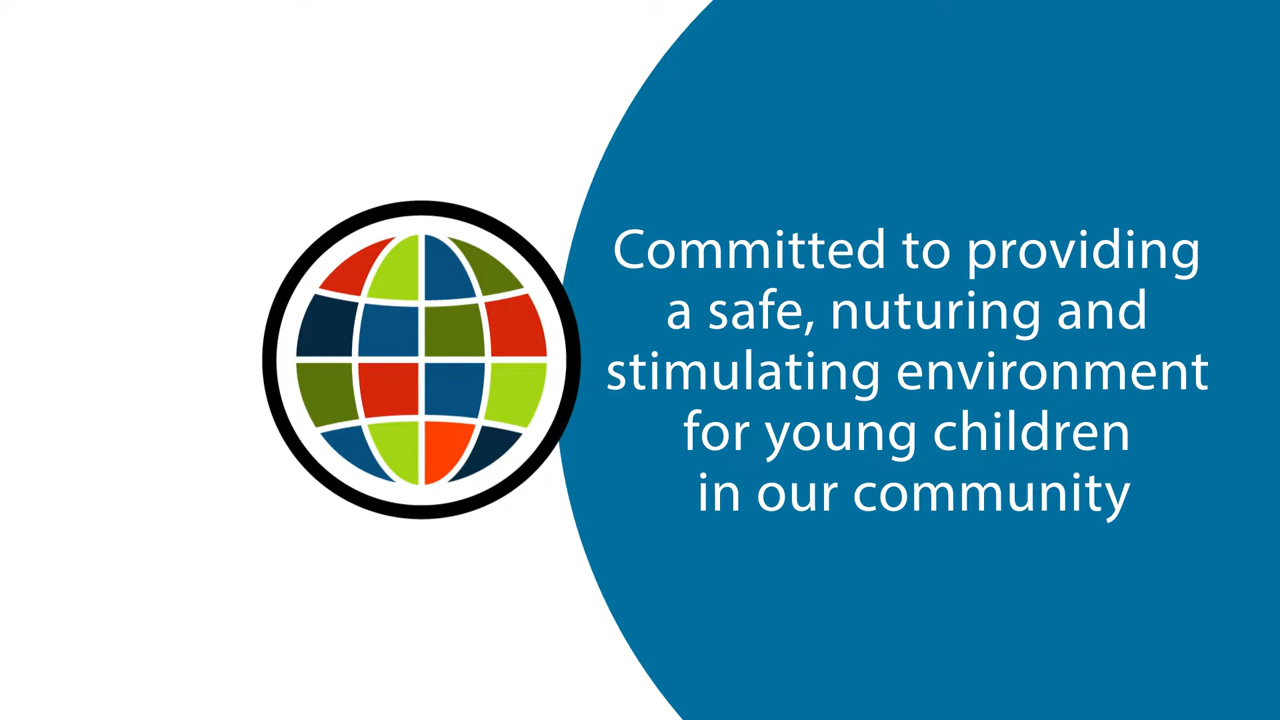 Committed to providing
a safe, nuturing and
stimulating environment
for young children
in our community